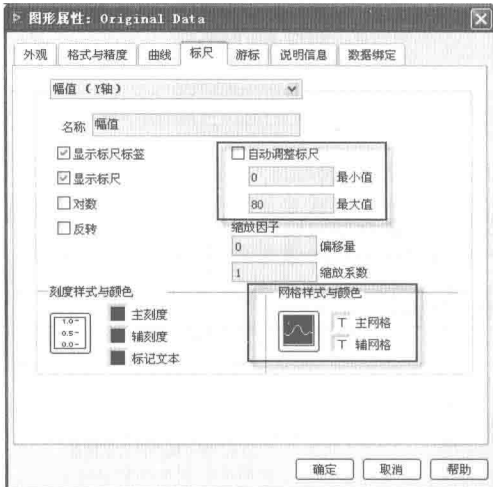 图形属性: Original Data
外观 格式与精度 曲线 标尺 游标 说明信息 数据绑定
幅值 (Y轴)
名称 幅值
显示标尺标签 自动调整标尺
显示标尺 0 最小值
对数 80 最大值
反转 缩放因子
0 偏移量
1 缩放系数
刻度样式与颜色 网格样式与颜色
1.0
0.5
0.0
主刻度
辅刻度
标记文本
T 主网格
T 辅网格
确定 取消 帮助